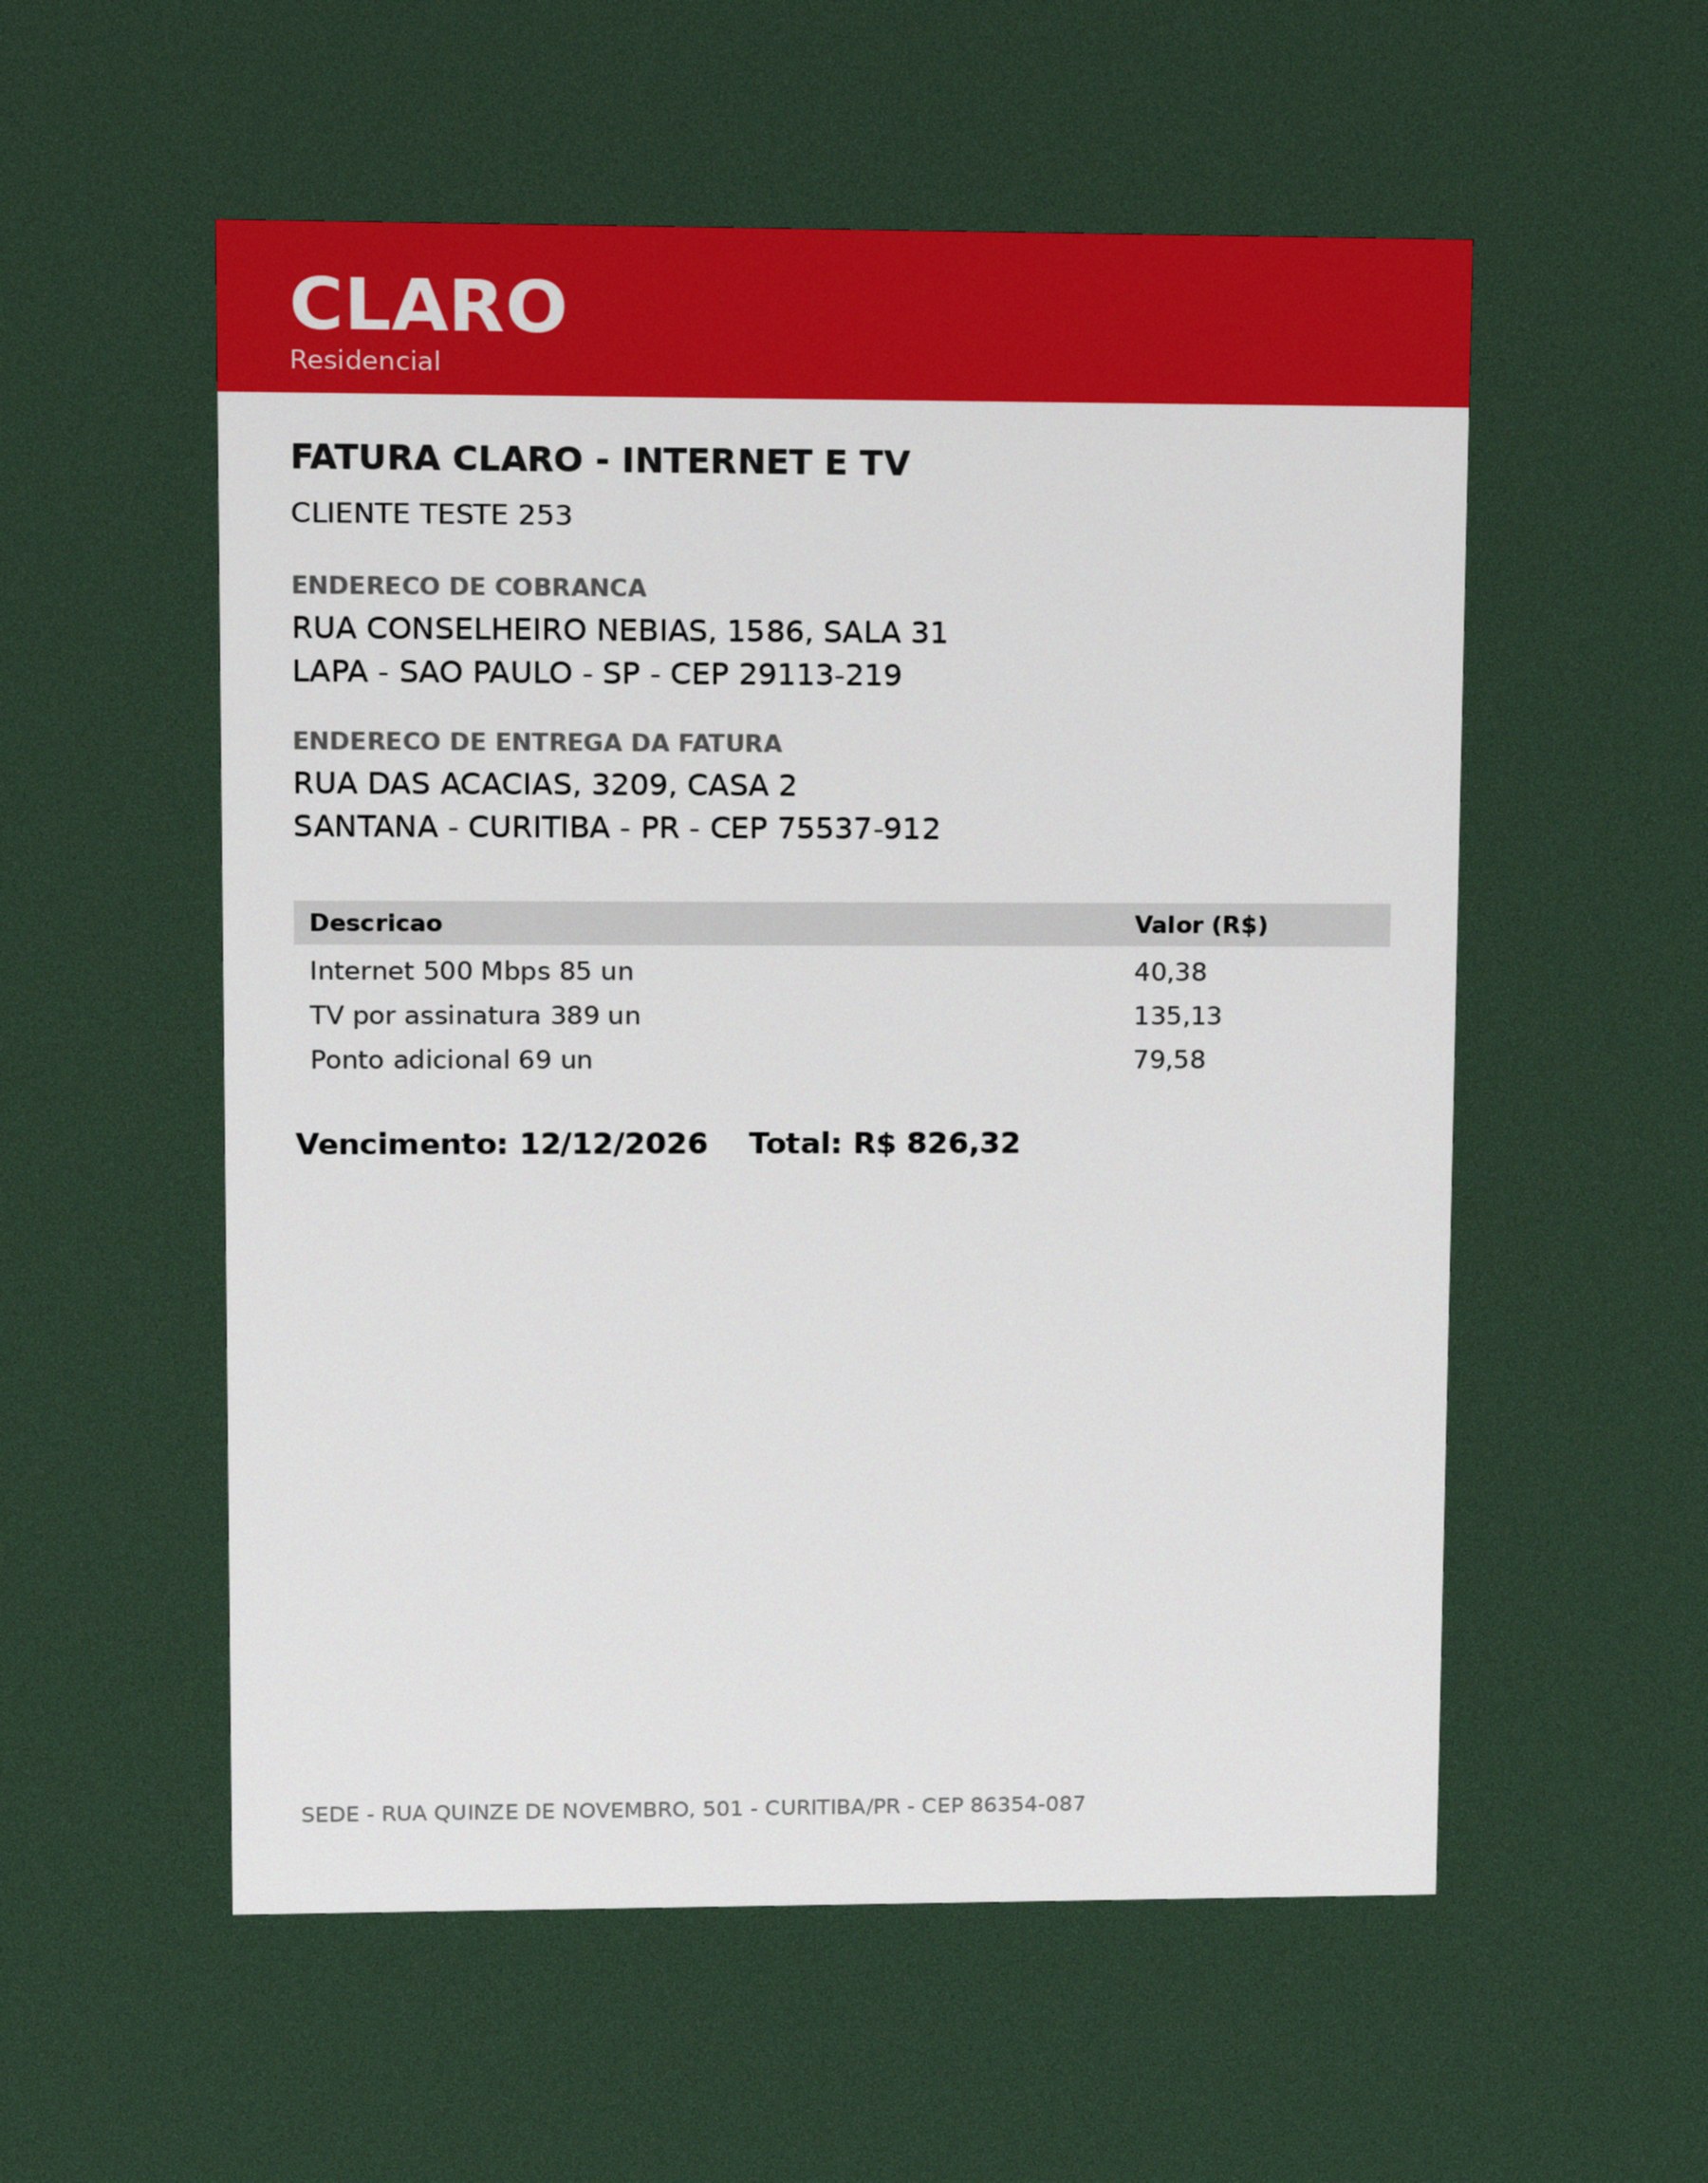 CLARO
Residencial
FATURA CLARO - INTERNET E TV
CLIENTE TESTE 253
ENDERECO DE COBRANCA
RUA CONSELHEIRO NEBIAS, 1586, SALA 31
LAPA - SAO PAULO - SP - CEP 29113-219
ENDERECO DE ENTREGA DA FATURA
RUA DAS ACACIAS, 3209, CASA 2
SANTANA - CURITIBA - PR - CEP 75537-912
Descricao Valor (R$)
Internet 500 Mbps 85 un 40,38
TV por assinatura 389 un 135,13
Ponto adicional 69 un 79,58
Vencimento: 12/12/2026 Total: R$ 826,32
SEDE - RUA QUINZE DE NOVEMBRO, 501 - CURITIBA/PR - CEP 86354-087